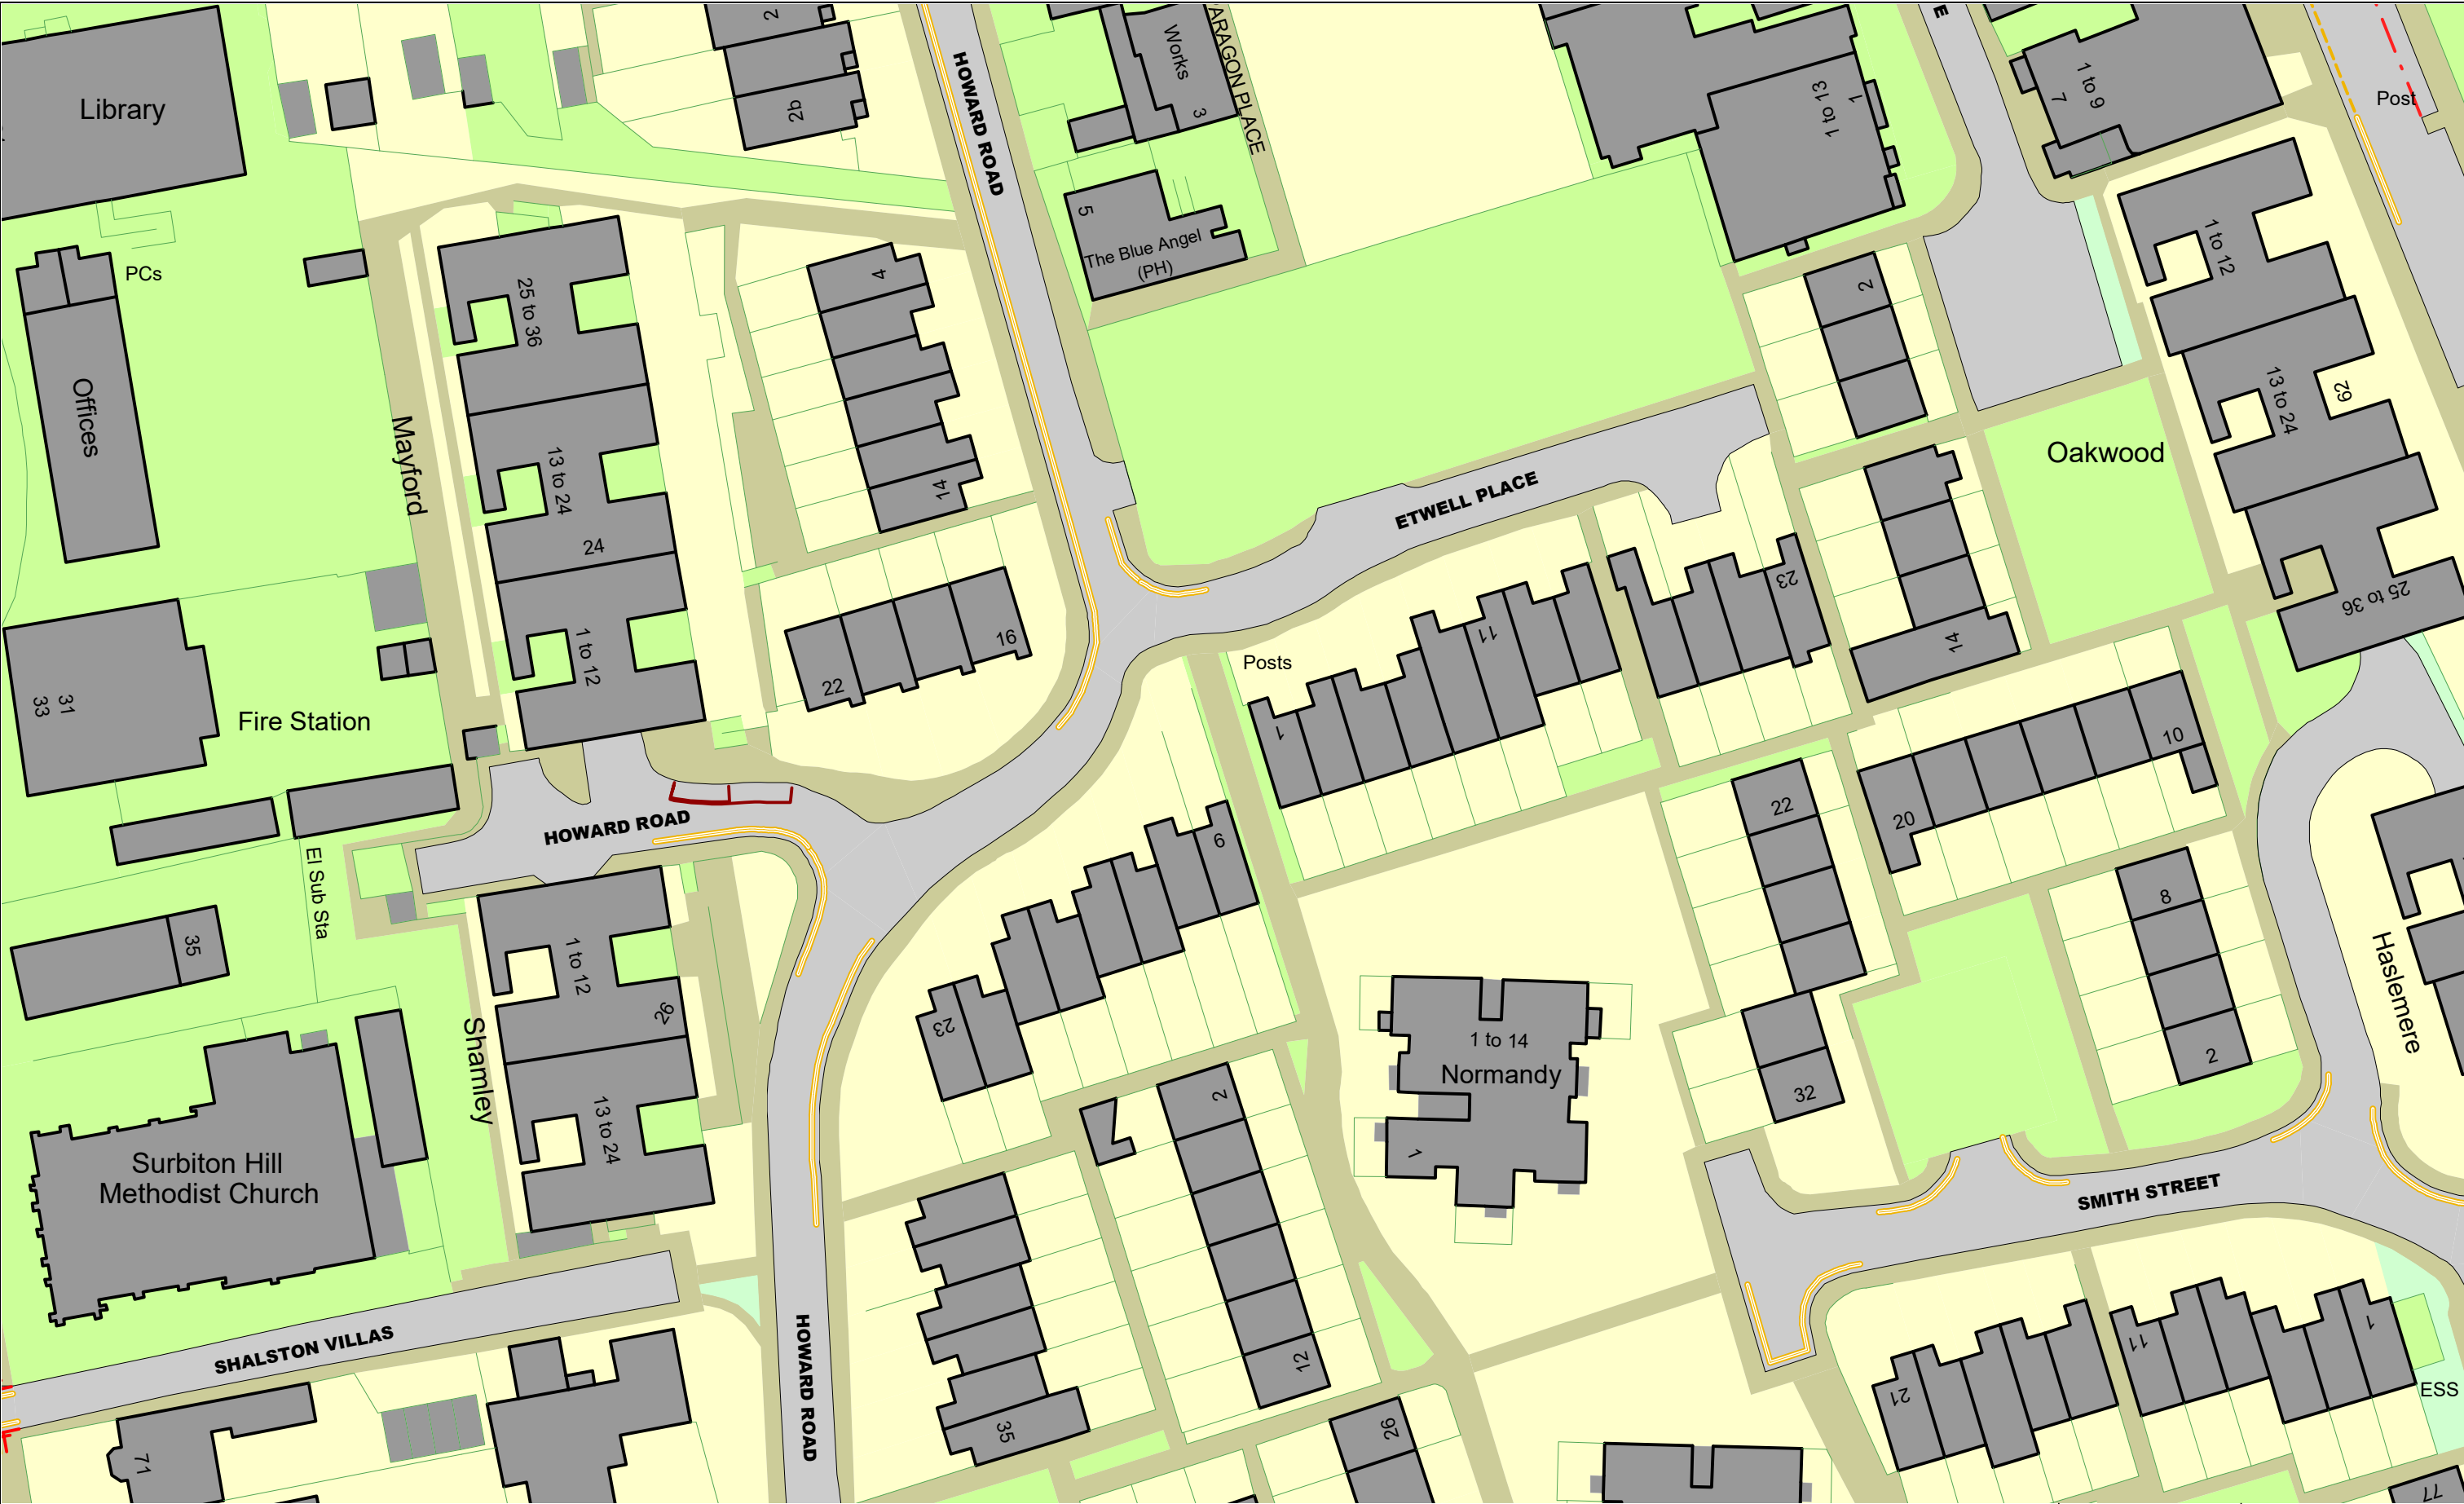 Library
2
2b
HOWARD ROAD
Works
3
PARAGON PLACE
1 to 13
1
E
1 to 9
7
Post
PCs
Offices
Mayford
25 to 36
13 to 24
24
1 to 12
4
14
16
22
5
The Blue Angel
(PH)
2
1 to 12
13 to 24
62
25 to 36
Oakwood
ETWELL PLACE
Posts
1
11
23
14
10
20
22
32
8
2
Haslemere
33
31
Fire Station
HOWARD ROAD
El Sub Sta
35
Shamley
1 to 12
26
13 to 24
Surbiton Hill
Methodist Church
9
23
2
12
35
26
1 to 14
Normandy
1
SMITH STREET
SHALSTON VILLAS
71
HOWARD ROAD
21
11
1
ESS
77